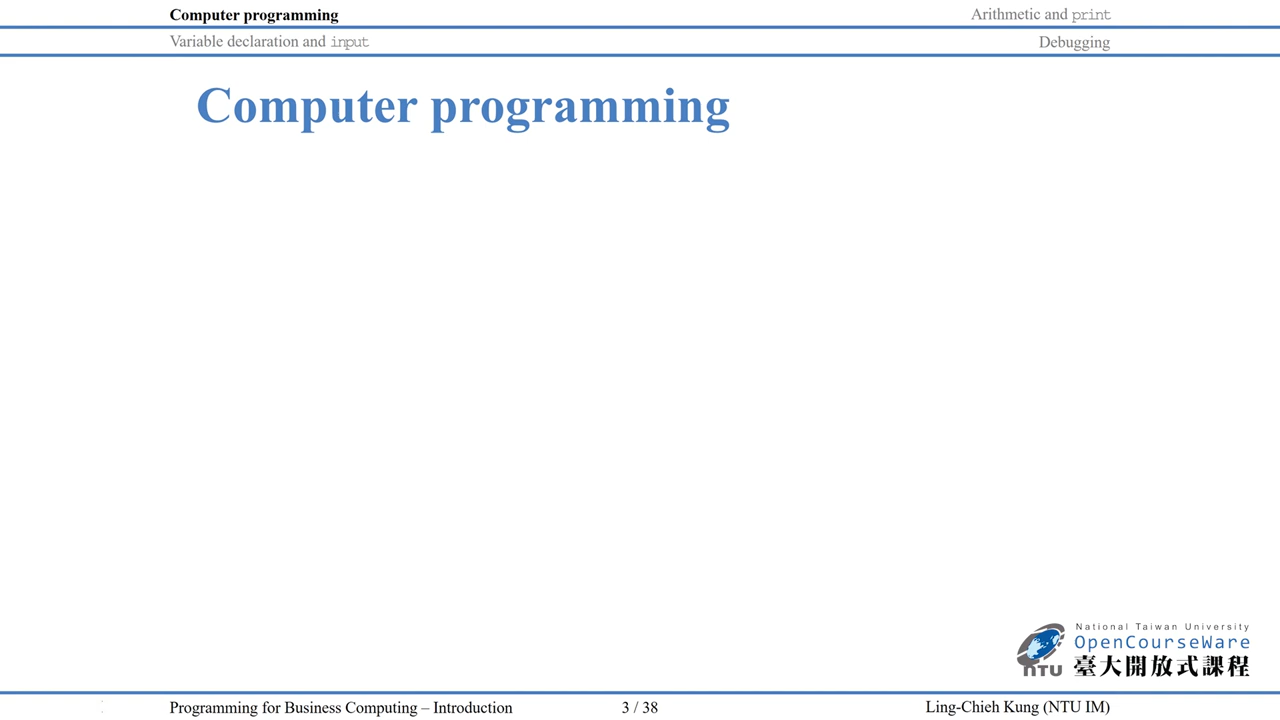 Computer programming
Arithmetic and print
Variable declaration and input
Debugging
Computer programming
National Taiwan University
OpenCourseWare
NTU
臺大開放式課程
Programming for Business Computing – Introduction
3 / 38
Ling-Chieh Kung (NTU IM)